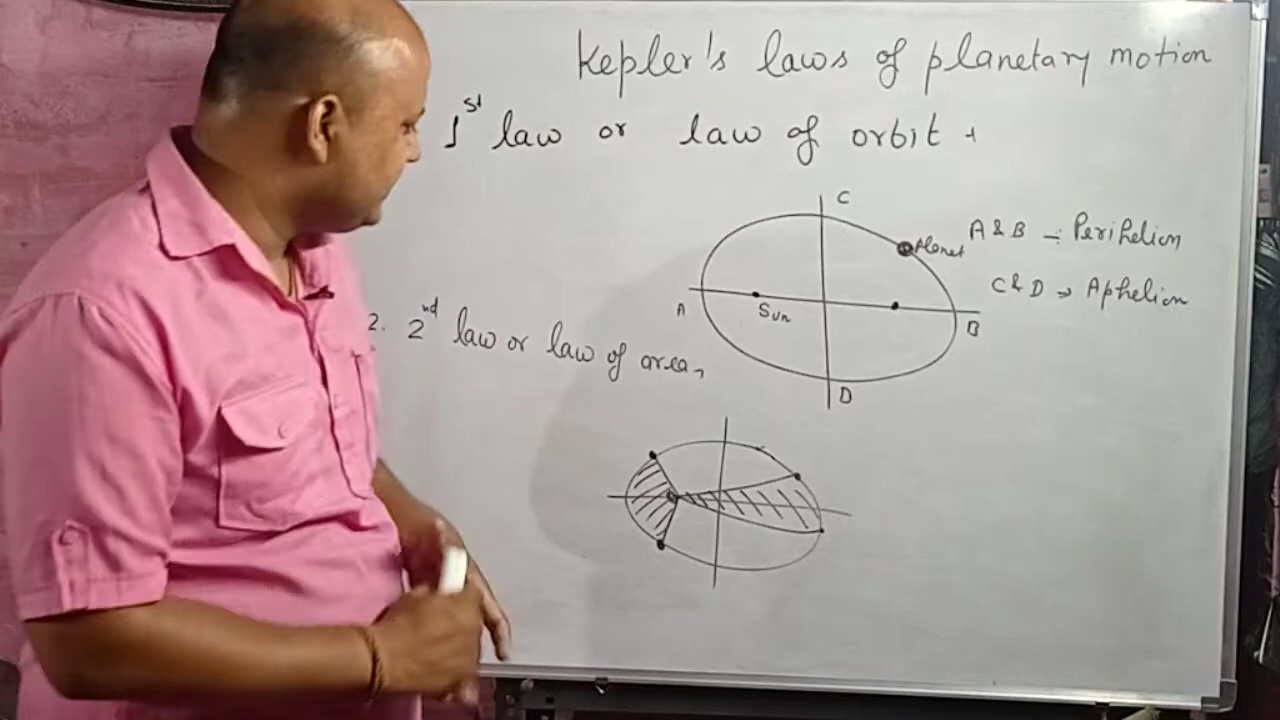 Kepler's laws of planetary motion
1st law or law of orbit
C
Planet
A & B - Perihelion
C & D → Aphelion
A
Sun
B
D
2. 2nd law or law of area,